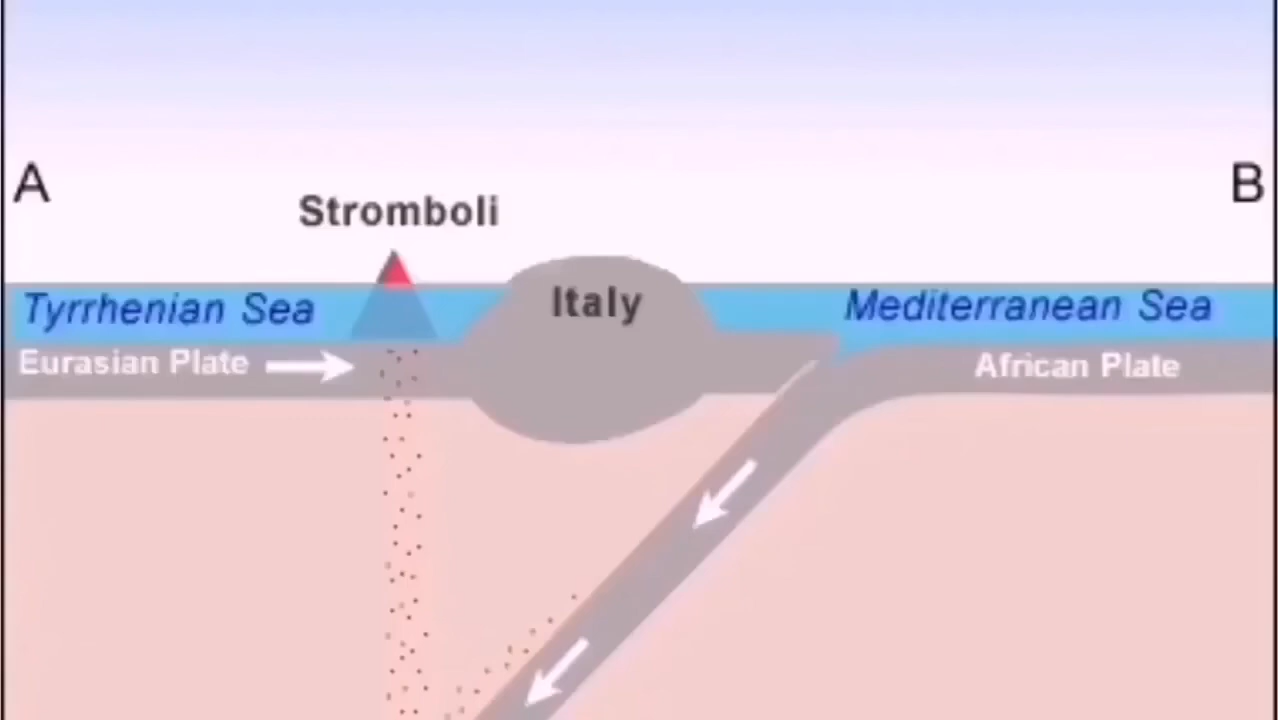 A
B
Stromboli
Tyrrhenian Sea
Italy
Mediterranean Sea
Eurasian Plate
African Plate